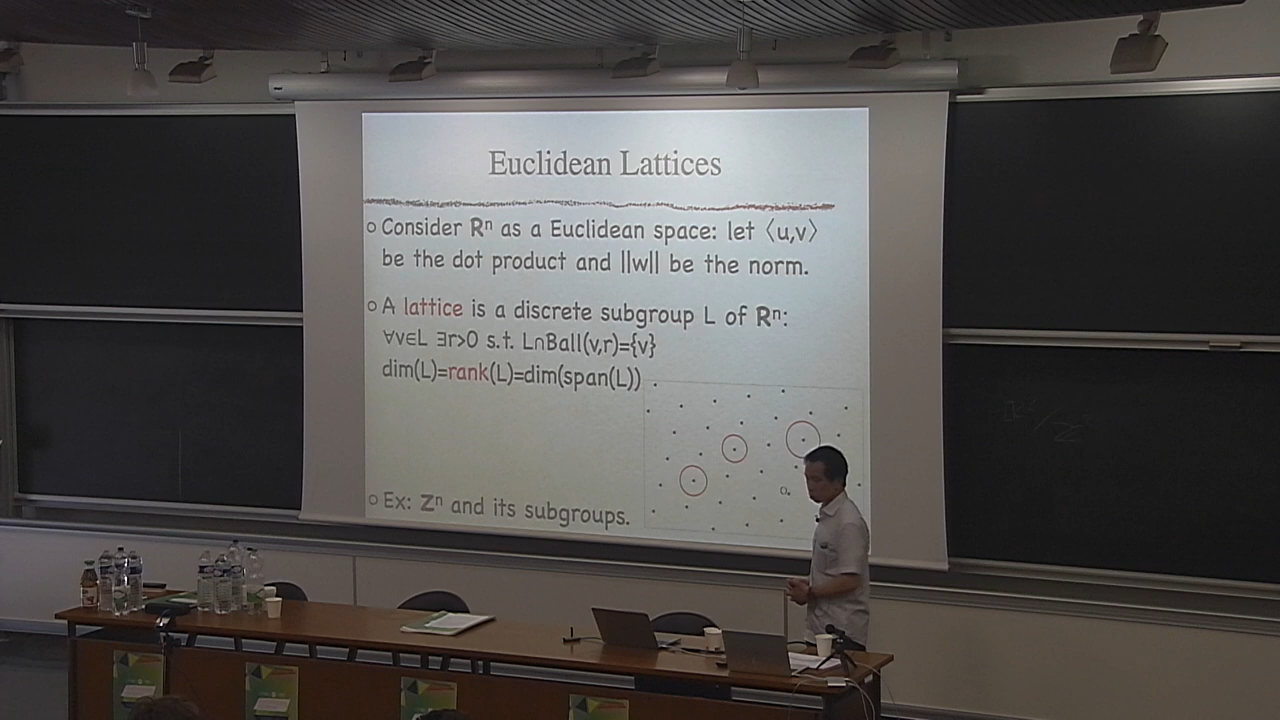 Euclidean Lattices
Consider Rⁿ as a Euclidean space: let ⟨u,v⟩
be the dot product and ||w|| be the norm.
A lattice is a discrete subgroup L of Rⁿ:
∀v∈L ∃r>0 s.t. L∩Ball(v,r)={v}
dim(L)=rank(L)=dim(span(L))
Ex: Zⁿ and its subgroups.